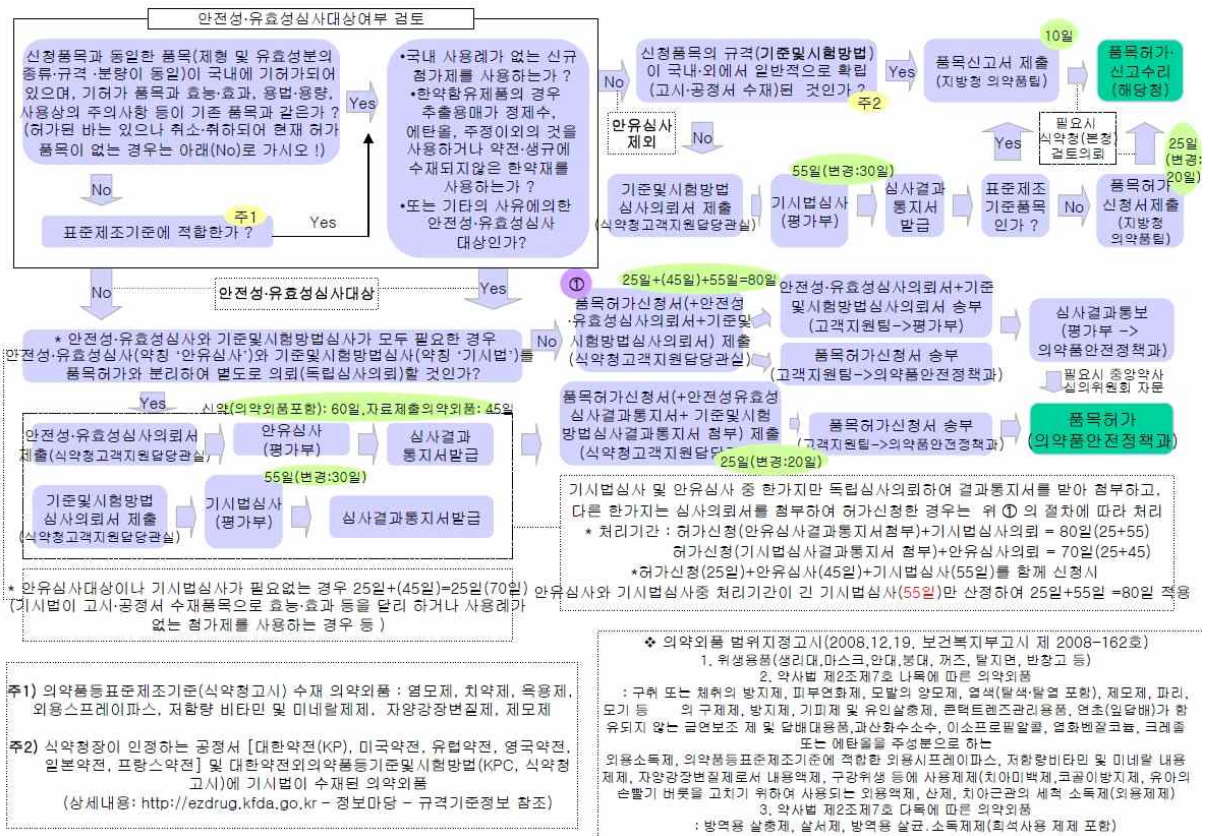 안전성·유효성심사대상여부 검토
신청품목과 동일한 품목(제형 및 유효성분의
종류·규격 ·분량이 동일)이 국내에 기허가되어
있으며, 기허가 품목과 효능·효과, 용법·용량,
사용상의 주의사항 등이 기존 품목과 같은가 ?
(허가된 바는 있으나 취소·취하되어 현재 허가
품목이 없는 경우는 아래(No)로 가시오 !)
Yes
No
주1
표준제조기준에 적합한가 ?
Yes
•국내 사용례가 없는 신규
첨가제를 사용하는가 ?
•한약함유제품의 경우
추출용매가 정제수,
에탄올, 주정이외의 것을
사용하거나 약전·생규에
수재되지않은 한약재를
사용하는가 ?
•또는 기타의 사유에의한
안전성·유효성심사
대상인가?
No
안유심사
제외
신청품목의 규격(기준및시험방법)
이 국내·외에서 일반적으로 확립
(고시·공정서 수재)된 것인가 ?
주2
Yes
10일
품목신고서 제출
(지방청 의약품팀)
품목허가·
신고수리
(해당청)
No
Yes
필요시
식약청(본청)
검토의뢰
25일
(변경:
20일)
기준및시험방법
심사의뢰서 제출
(식약청고객지원담당관실)
55일(변경:30일)
기시법심사
(평가부)
심사결과
통지서
발급
표준제조
기준품목
인가 ?
No
품목허가
신청서제출
(지방청
의약품팀)
No
안전성·유효성심사대상
Yes
* 안전성·유효성심사와 기준및시험방법심사가 모두 필요한 경우
안전성·유효성심사(약칭 ‘안유심사’)와 기준및시험방법심사(약칭 ‘기시법’)를
품목허가와 분리하여 별도로 의뢰(독립심사의뢰)할 것인가?
No
①
25일+(45일)+55일=80일
품목허가신청서(+안전성
·유효성심사의뢰서+기준및
시험방법심사의뢰서) 제출
(식약청고객지원담당관실)
안전성·유효성심사의뢰서+기준
및시험방법심사의뢰서 송부
(고객지원팀->평가부)
품목허가신청서 송부
(고객지원팀->의약품안전정책과)
심사결과통보
(평가부 ->
의약품안전정책과)
필요시 중앙약사
심의위원회 자문
Yes
신약(의약외품포함): 60일,자료제출의약외품: 45일
안전성·유효성심사의뢰서
제출(식약청고객지원담당관실)
안유심사
(평가부)
심사결과
통지서발급
55일(변경:30일)
기준및시험방법
심사의뢰서 제출
(식약청고객지원담당관실)
기시법심사
(평가부)
심사결과통지서발급
품목허가신청서(+안전성유효성
심사결과통지서+ 기준및시험
방법심사결과통지서 첨부) 제출
(식약청고객지원담당
25일(변경:20일)
품목허가신청서 송부
(고객지원팀->의약품안전정책과)
품목허가
(의약품안전정책과)
기시법심사 및 안유심사 중 한가지만 독립심사의뢰하여 결과통지서를 받아 첨부하고,
다른 한가지는 심사의뢰서를 첨부하여 허가신청한 경우는 위 ① 의 절차에 따라 처리
* 처리기간 : 허가신청(안유심사결과통지서첨부)+기시법심사의뢰 = 80일(25+55)
허가신청(기시법심사결과통지서 첨부)+안유심사의뢰 = 70일(25+45)
*허가신청(25일)+안유심사(45일)+기시법심사(55일)를 함께 신청시
안유심사와 기시법심사중 처리기간이 긴 기시법심사(55일)만 산정하여 25일+55일 =80일 적용
* 안유심사대상이나 기시법심사가 필요없는 경우 25일+(45일)=25일(70일)
(기시법이 고시·공정서 수재품목으로 효능·효과 등을 달리 하거나 사용례가
없는 첨가제를 사용하는 경우 등 )
주1) 의약품등표준제조기준(식약청고시) 수재 의약외품 : 염모제, 치약제, 욕용제,
외용스프레이파스, 저함량 비타민 및 미네랄제제, 자양강장변질제, 제모제
주2) 식약청장이 인정하는 공정서 [대한약전(KP), 미국약전, 유럽약전, 영국약전,
일본약전, 프랑스약전] 및 대한약전외의약품등기준및시험방법(KPC, 식약청
고시)에 기시법이 수재된 의약외품
(상세내용: http://ezdrug.kfda.go.kr – 정보마당 – 규격기준정보 참조)
❖ 의약외품 범위지정고시(2008.12.19, 보건복지부고시 제 2008-162호)
1. 위생용품(생리대,마스크,안대,붕대, 꺼즈, 탈지면, 반창고 등)
2. 약사법 제2조제7호 나목에 따른 의약외품
: 구취 또는 체취의 방지제, 피부연화제, 모발의 양모제, 염색(탈색·탈염 포함), 제모제, 파리,
모기 등 의 구제제, 방지제, 기피제 및 유인살충제, 콘택트렌즈관리용품, 연초(잎담배)가 함
유되지 않는 금연보조 제 및 담배대용품,과산화수소수, 이소프로필알콜, 염화벤잘코늄, 크레졸
또는 에탄올을 주성분으로 하는
외용소독제, 의약품등표준제조기준에 적합한 외용시프레이파스, 저함량비타민 및 미네랄 내용
제제, 자양강장변질제로서 내용액제, 구강위생 등에 사용제제(치아미백제,코골이방지제, 유아의
손빨기 버릇을 고치기 위하여 사용되는 외용액제, 산제, 치아근관의 세척 소독제(외용제제)
3. 약사법 제2조제7호 다목에 따른 의약외품
: 방역용 살충제, 살서제, 방역용 살균.소독제제(희석사용 제제 포함)